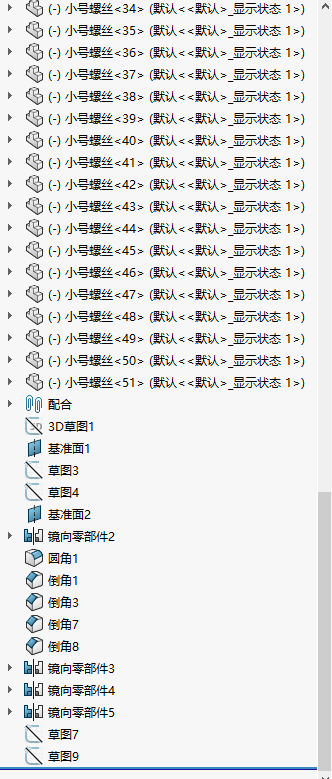 (-) 小号螺丝<34> (默认<<默认>_显示状态 1>)
(-) 小号螺丝<35> (默认<<默认>_显示状态 1>)
(-) 小号螺丝<36> (默认<<默认>_显示状态 1>)
(-) 小号螺丝<37> (默认<<默认>_显示状态 1>)
(-) 小号螺丝<38> (默认<<默认>_显示状态 1>)
(-) 小号螺丝<39> (默认<<默认>_显示状态 1>)
(-) 小号螺丝<40> (默认<<默认>_显示状态 1>)
(-) 小号螺丝<41> (默认<<默认>_显示状态 1>)
(-) 小号螺丝<42> (默认<<默认>_显示状态 1>)
(-) 小号螺丝<43> (默认<<默认>_显示状态 1>)
(-) 小号螺丝<44> (默认<<默认>_显示状态 1>)
(-) 小号螺丝<45> (默认<<默认>_显示状态 1>)
(-) 小号螺丝<46> (默认<<默认>_显示状态 1>)
(-) 小号螺丝<47> (默认<<默认>_显示状态 1>)
(-) 小号螺丝<48> (默认<<默认>_显示状态 1>)
(-) 小号螺丝<49> (默认<<默认>_显示状态 1>)
(-) 小号螺丝<50> (默认<<默认>_显示状态 1>)
(-) 小号螺丝<51> (默认<<默认>_显示状态 1>)
配合
3D草图1
基准面1
草图3
草图4
基准面2
镜向零部件2
圆角1
倒角1
倒角3
倒角7
倒角8
镜向零部件3
镜向零部件4
镜向零部件5
草图7
草图9